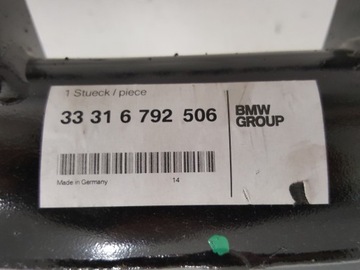 1 Stueck / piece
33 31 6 792 506
BMW
GROUP
Made in Germany
14